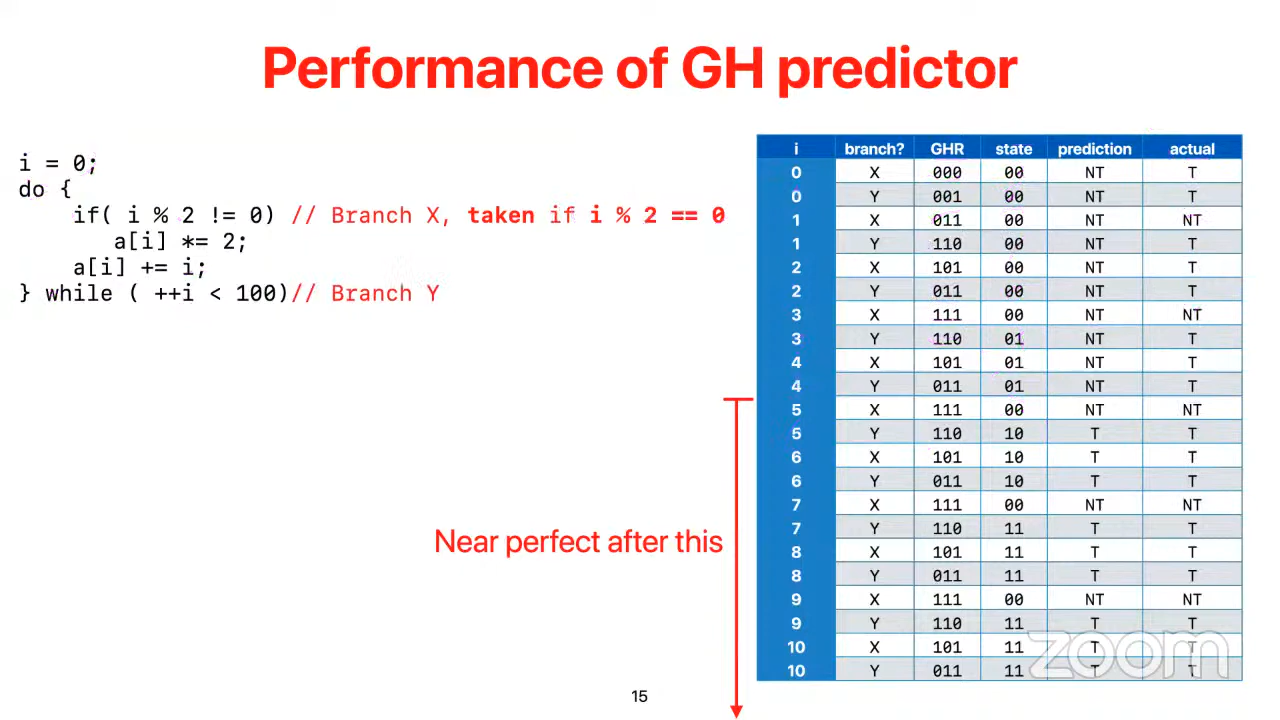 Performance of GH predictor
i = 0;
do {
if( i % 2 != 0) // Branch X, taken if i % 2 == 0
a[i] *= 2;
a[i] += i;
} while ( ++i < 100)// Branch Y
i branch? GHR state prediction actual
0 X 000 00 NT T
0 Y 001 00 NT T
1 X 011 00 NT NT
1 Y 110 00 NT T
2 X 101 00 NT T
2 Y 011 00 NT T
3 X 111 00 NT NT
3 Y 110 01 NT T
4 X 101 01 NT T
4 Y 011 01 NT T
5 X 111 00 NT NT
5 Y 110 10 T T
6 X 101 10 T T
6 Y 011 10 T T
7 X 111 00 NT NT
7 Y 110 11 T T
8 X 101 11 T T
8 Y 011 11 T T
9 X 111 00 NT NT
9 Y 110 11 T T
10 X 101 11 T T
10 Y 011 11 T T
Near perfect after this
zoom
15